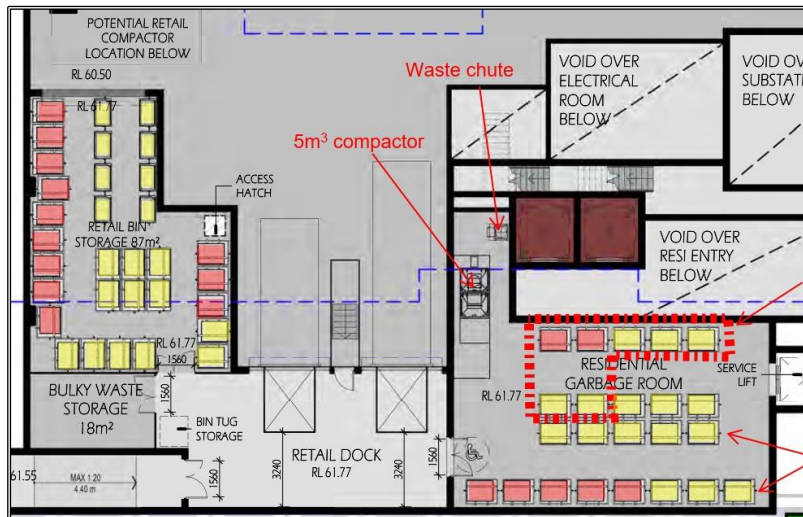 POTENTIAL RETAIL
COMPACTOR
LOCATION BELOW
RL 60.50
RL 61.77
Waste chute
5m³ compactor
VOID OVER
ELECTRICAL
ROOM
BELOW
VOID OV
SUBSTATI
BELOW
ACCESS
HATCH
RETAIL BIN
STORAGE 87m²
VOID OVER
RESI ENTRY
BELOW
RL 61.77
1560
RESIDENTIAL
GARBAGE ROOM
SERVICE
LIFT
RL 61.77
BULKY WASTE
STORAGE
18m²
1560
BIN TUG
STORAGE
RETAIL DOCK
RL 61.77
3240
3240
1560
61.55
MAX 1:20
4.40 m
1560